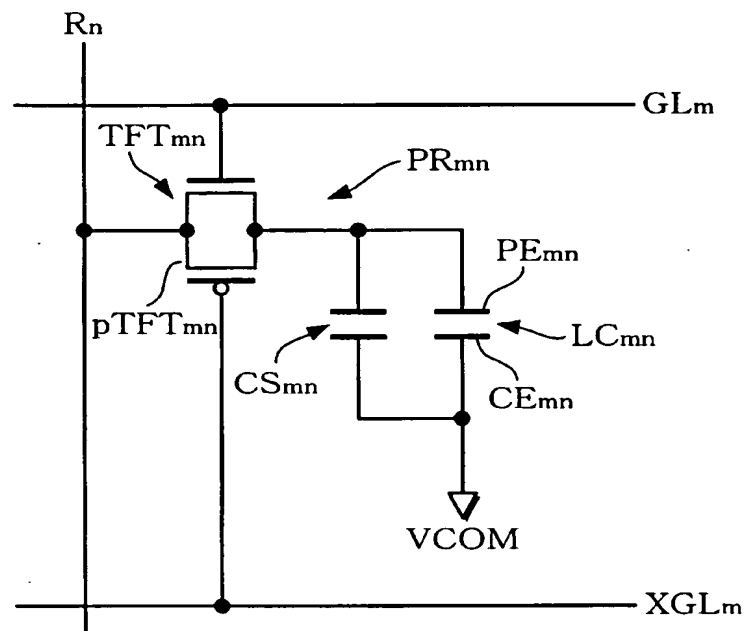 Rn
GLm
TFTmn
PRmn
PEmn
pTFTmn
LCmn
CSmn
CEmn
VCOM
XGLm